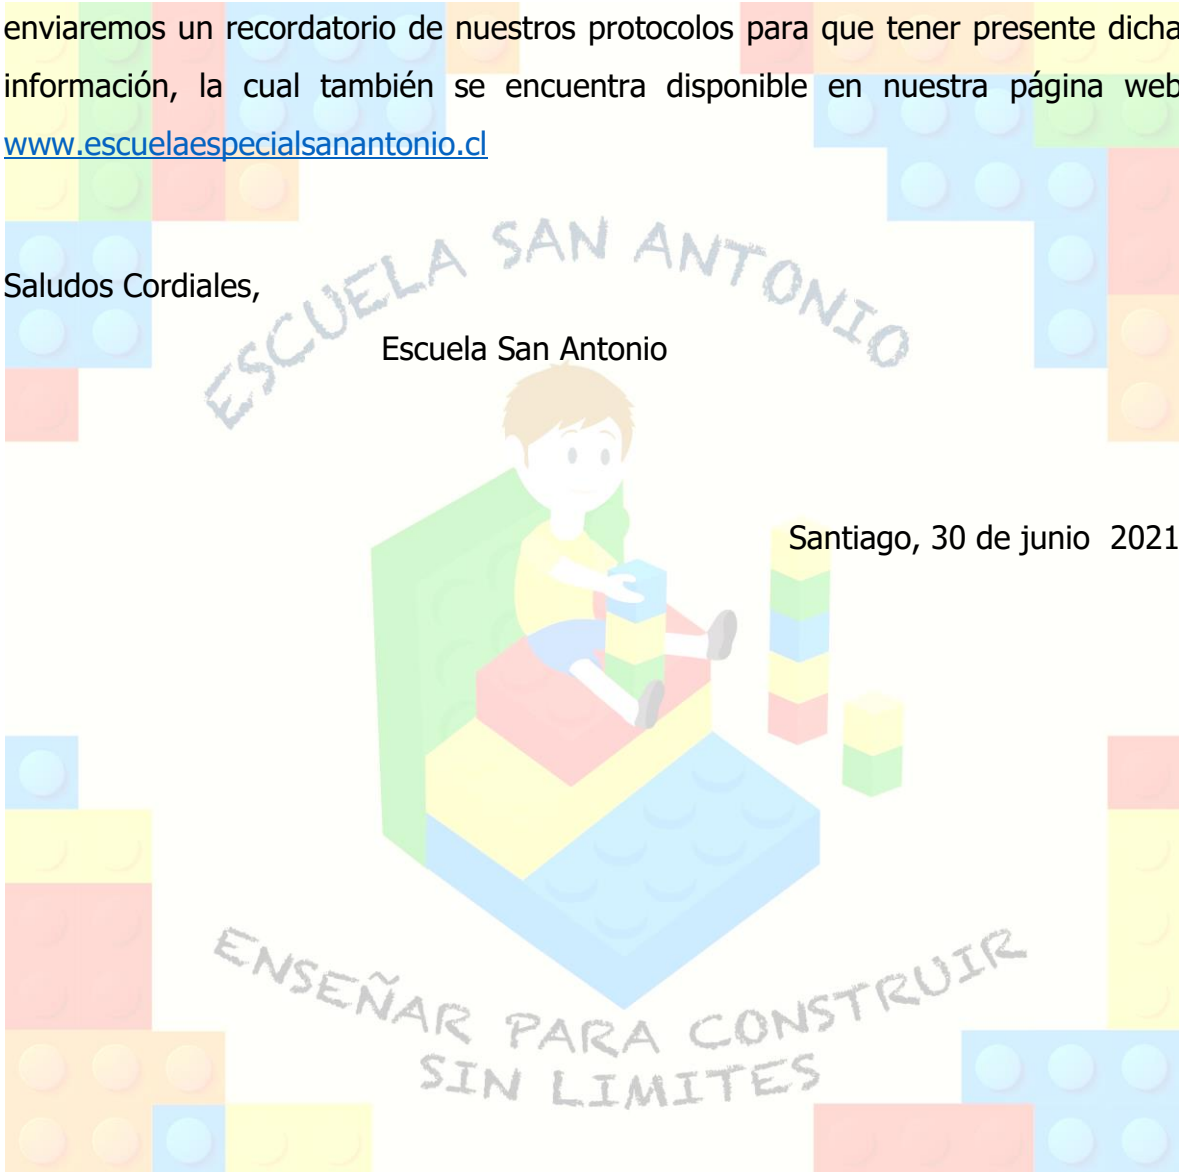 enviaremos un recordatorio de nuestros protocolos para que tener presente dicha
información, la cual también se encuentra disponible en nuestra página web
www.escuelaespecialsanantonio.cl
ESCUELA SAN ANTONIO
Saludos Cordiales,
Escuela San Antonio
Santiago, 30 de junio 2021
ENSEÑAR PARA CONSTRUIR
SIN LIMITES